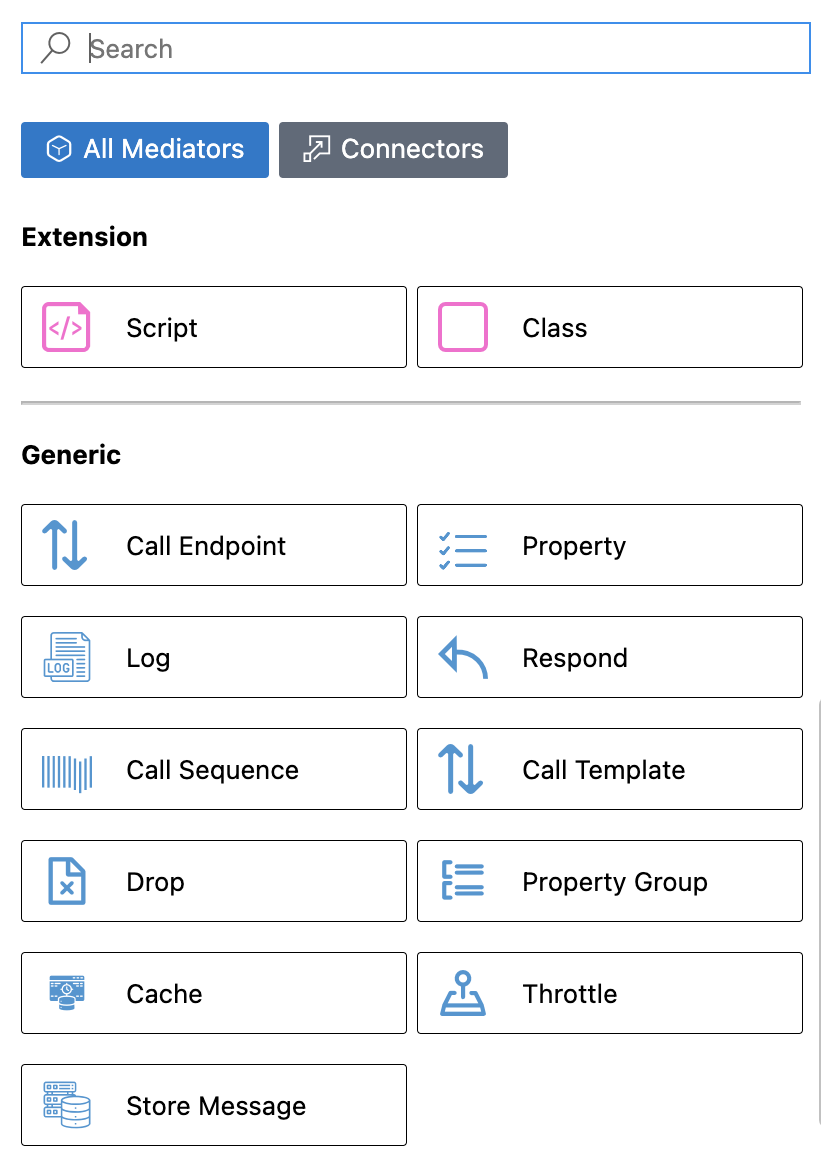 Search
All Mediators Connectors
Extension
</> Script Class
Generic
Call Endpoint Property
LOG Log Respond
Call Sequence Call Template
Drop Property Group
Cache Throttle
Store Message